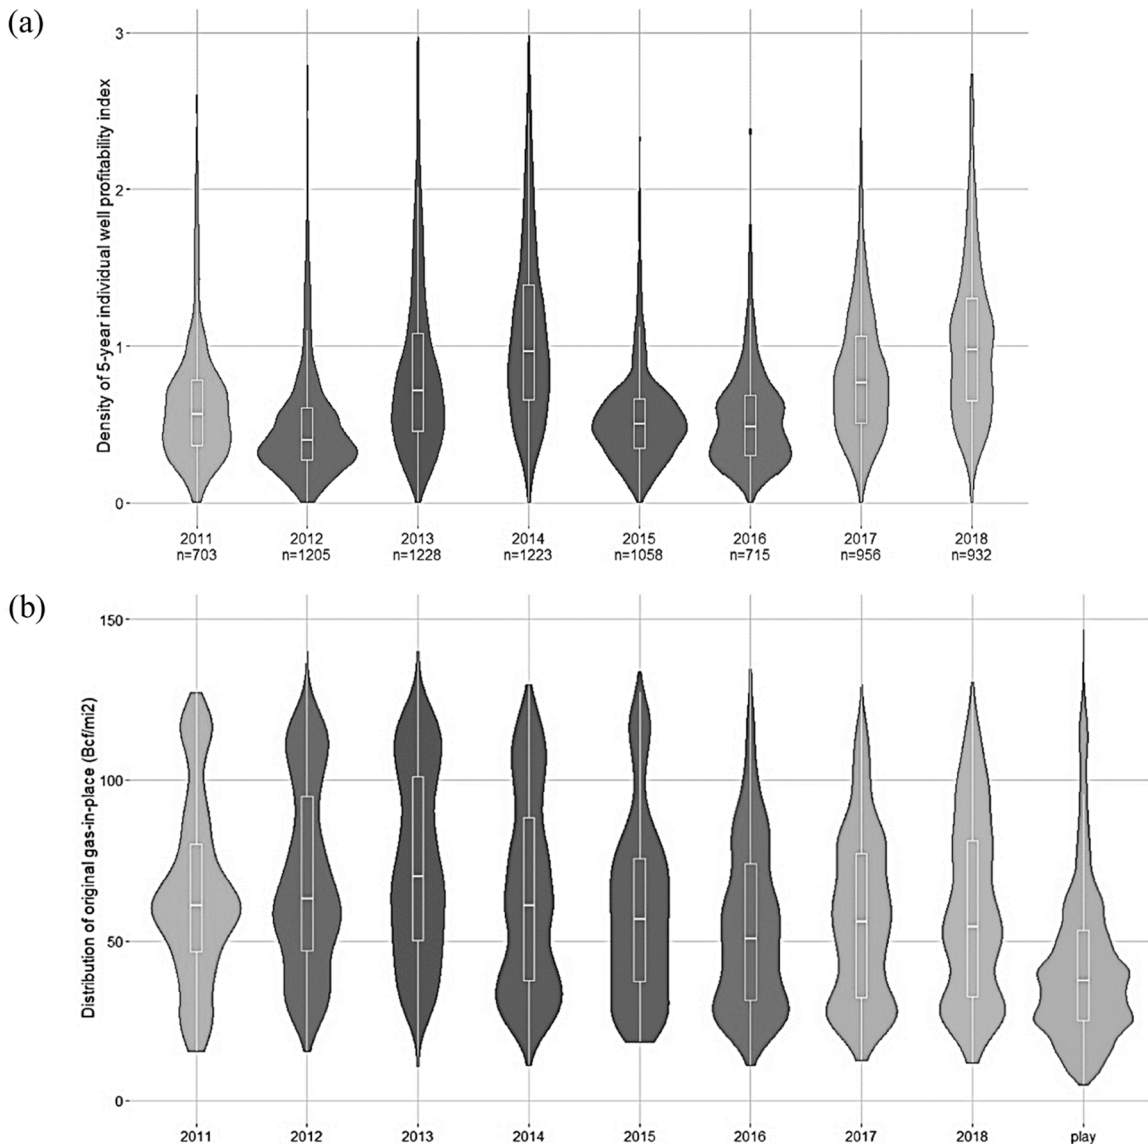 (a)
Density of 5-year individual well profitability index
3
2
1
0
2011 2012 2013 2014 2015 2016 2017 2018
n=703 n=1205 n=1228 n=1223 n=1058 n=715 n=956 n=932
(b)
Distribution of original gas-in-place (Bcf/mi2)
150
100
50
0
2011 2012 2013 2014 2015 2016 2017 2018 play